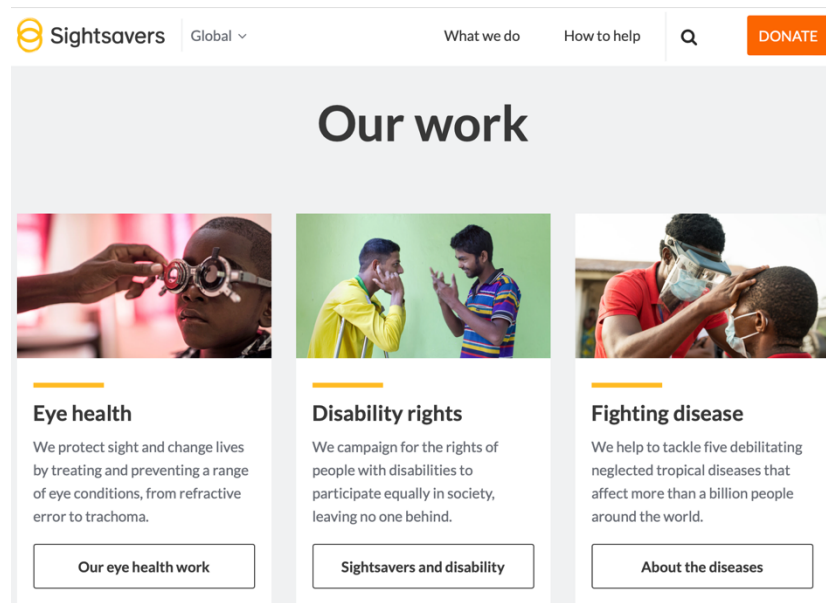 Sightsavers
Global
What we do
How to help
DONATE
Our work
Eye health
We protect sight and change lives
by treating and preventing a range
of eye conditions, from refractive
error to trachoma.
Our eye health work
Disability rights
We campaign for the rights of
people with disabilities to
participate equally in society,
leaving no one behind.
Sightsavers and disability
Fighting disease
We help to tackle five debilitating
neglected tropical diseases that
affect more than a billion people
around the world.
About the diseases